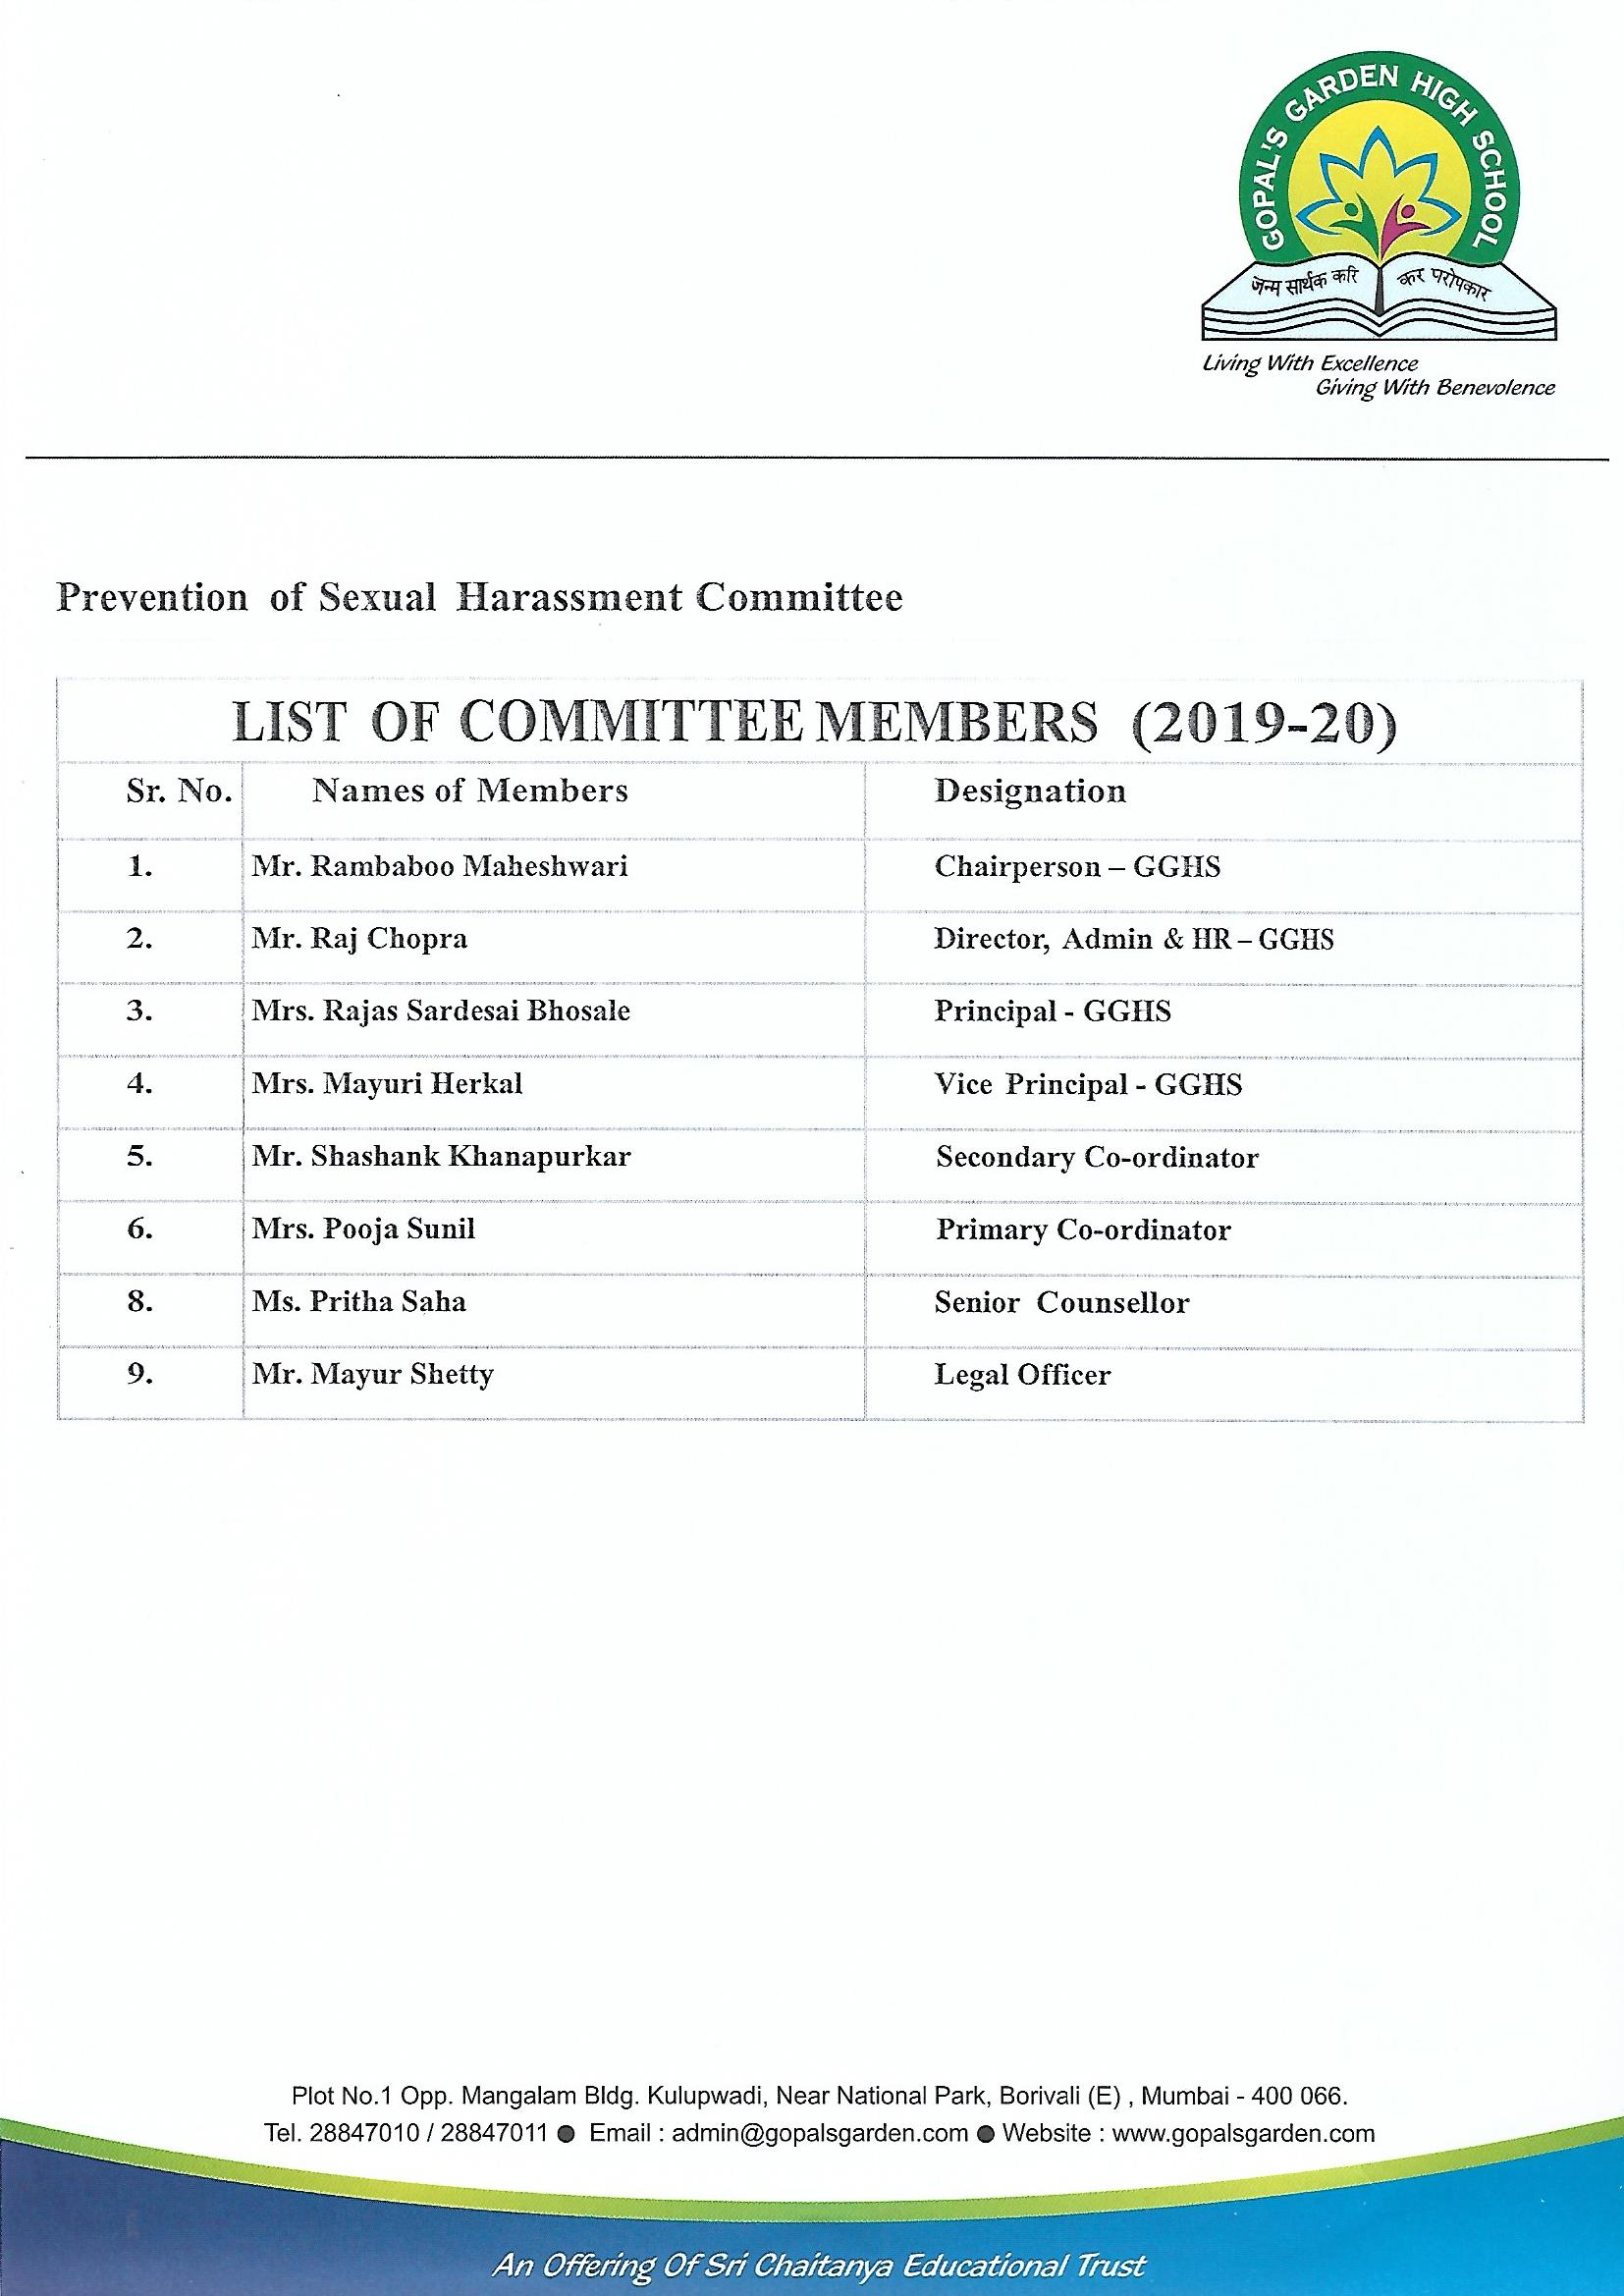 GOPAL'S GARDEN HIGH SCHOOL
जन्म सार्थक करि कर परोपकार
Living With Excellence
Giving With Benevolence
Prevention of Sexual Harassment Committee
LIST OF COMMITTEE MEMBERS (2019-20)
Sr. No. Names of Members Designation
1. Mr. Rambaboo Maheshwari Chairperson – GGHS
2. Mr. Raj Chopra Director, Admin & HR – GGHS
3. Mrs. Rajas Sardesai Bhosale Principal - GGHS
4. Mrs. Mayuri Herkal Vice Principal - GGHS
5. Mr. Shashank Khanapurkar Secondary Co-ordinator
6. Mrs. Pooja Sunil Primary Co-ordinator
8. Ms. Pritha Saha Senior Counsellor
9. Mr. Mayur Shetty Legal Officer
Plot No.1 Opp. Mangalam Bldg. Kulupwadi, Near National Park, Borivali (E) , Mumbai - 400 066.
Tel. 28847010 / 28847011 ● Email : admin@gopalsgarden.com ● Website : www.gopalsgarden.com
An Offering Of Sri Chaitanya Educational Trust